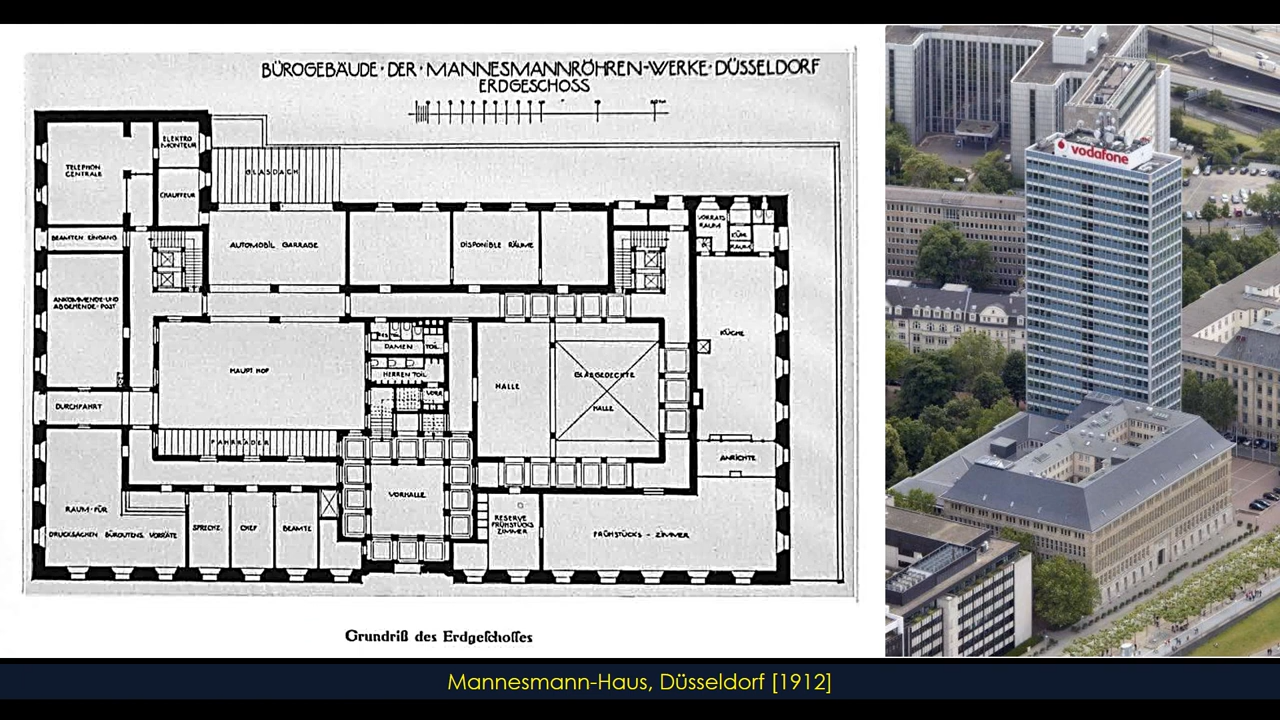 BÜROGEBÄUDE·DER·MANNESMANNRÖHREN-WERKE·DÜSSELDORF
ERDGESCHOSS
TELEPHON
CENTRALE
ELEKTRO
MONTEUR
CHAUFFEUR
GLASDACH
BEAMTEN EINGANG
AUTOMOBIL GARRAGE
DISPONIBLE RÄUME
VORRATS
RAUM
KÜHL
RAUM
ANKOMMENDE·UND
ABGEHENDE·POST
KÜCHE
DAMEN TOIL.
HERREN TOIL.
HAUPT HOF
HALLE
GLASGEDECKTE
HALLE
DURCHFAHRT
FAHRRÄDER
ANRICHTE
VORHALLE
RAUM·FÜR
DRUCKSACHEN BÜROUTENS. VORRÄTE
SPRECHZ.
CHEF
BEAMTE
RESERVE
FRÜHSTÜCKS
ZIMMER
FRÜHSTÜCKS - ZIMMER
Grundriß des Erdgeschosses
vodafone
Mannesmann-Haus, Düsseldorf [1912]